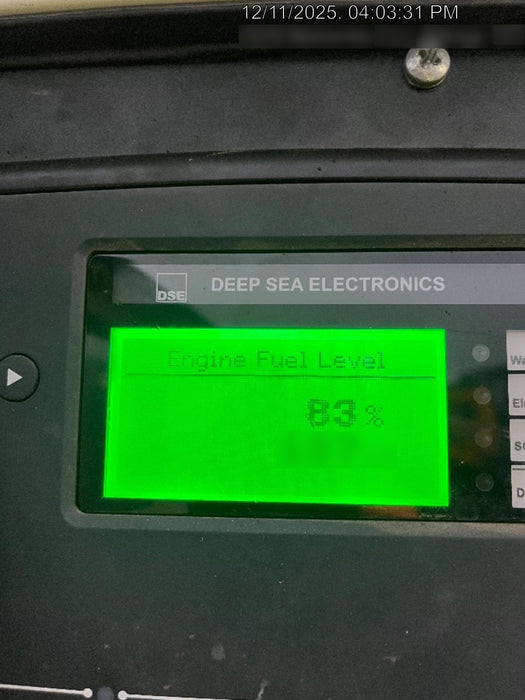 12/11/2025, 04:03:31 PM
DSE
DEEP SEA ELECTRONICS
Engine Fuel Level
83 %